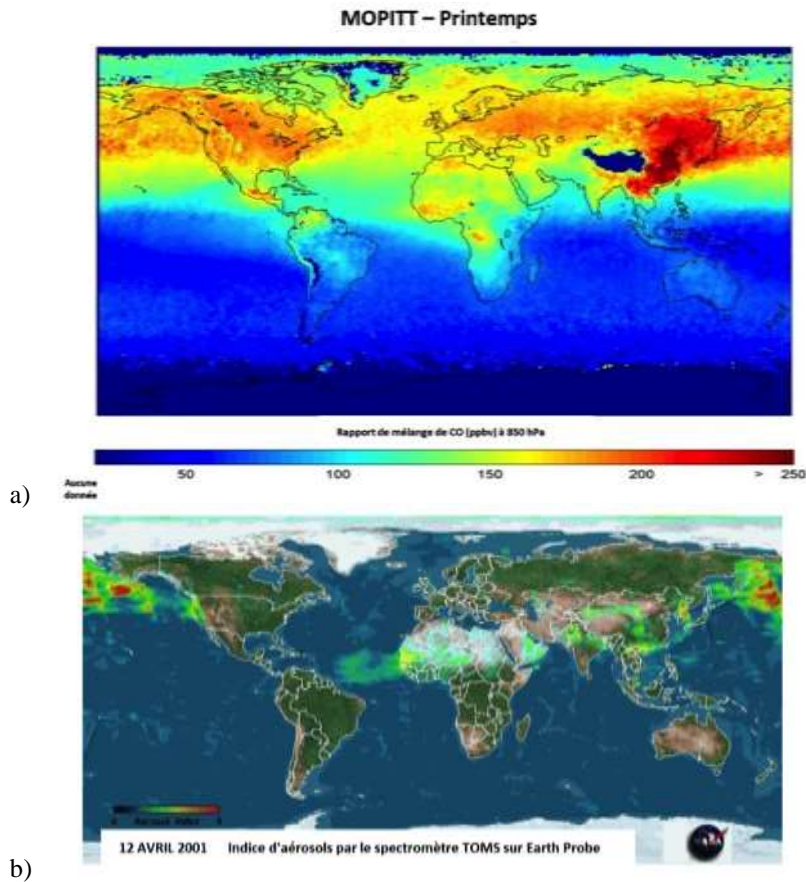 MOPITT – Printemps
Rapport de mélange de CO (ppbv) à 850 hPa
Aucune donnée
50 100 150 200 > 250
a)
12 AVRIL 2001 Indice d'aérosols par le spectromètre TOMS sur Earth Probe
b)